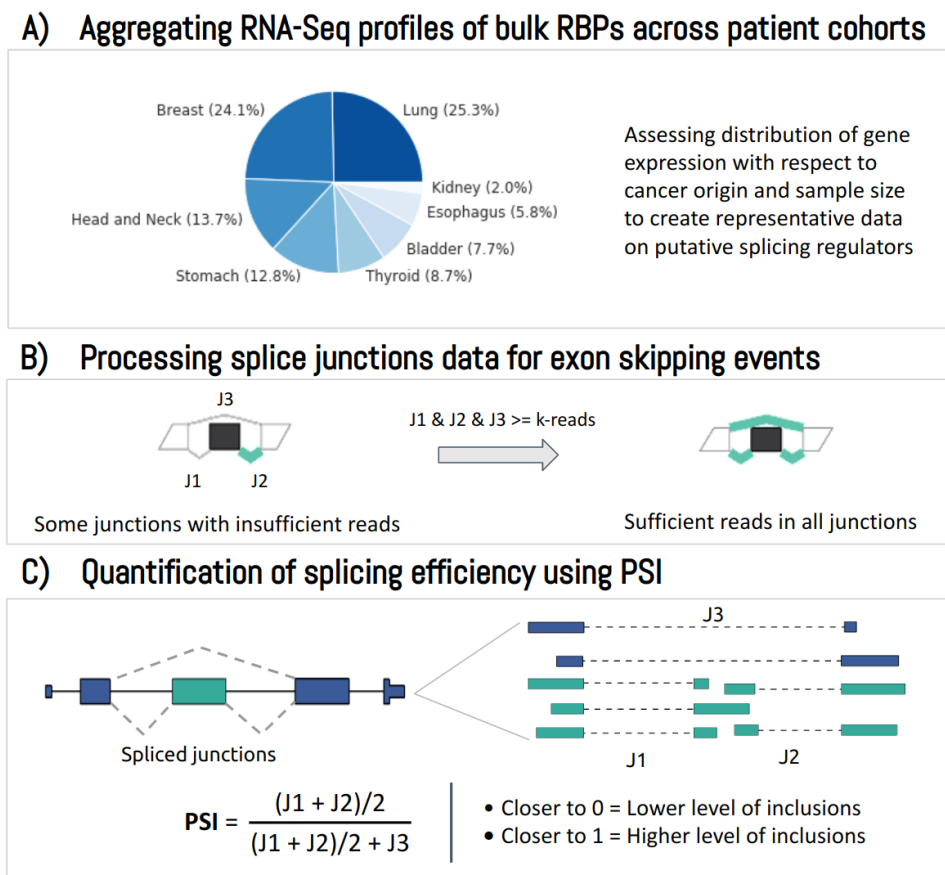 A) Aggregating RNA-Seq profiles of bulk RBPs across patient cohorts
Breast (24.1%)
Lung (25.3%)
Kidney (2.0%)
Esophagus (5.8%)
Head and Neck (13.7%)
Bladder (7.7%)
Stomach (12.8%)
Thyroid (8.7%)
Assessing distribution of gene
expression with respect to
cancer origin and sample size
to create representative data
on putative splicing regulators
B) Processing splice junctions data for exon skipping events
J3
J1
J2
Some junctions with insufficient reads
J1 & J2 & J3 >= k-reads
Sufficient reads in all junctions
C) Quantification of splicing efficiency using PSI
Spliced junctions
J3
J1
J2
PSI = (J1 + J2)/2
(J1 + J2)/2 + J3
• Closer to 0 = Lower level of inclusions
• Closer to 1 = Higher level of inclusions